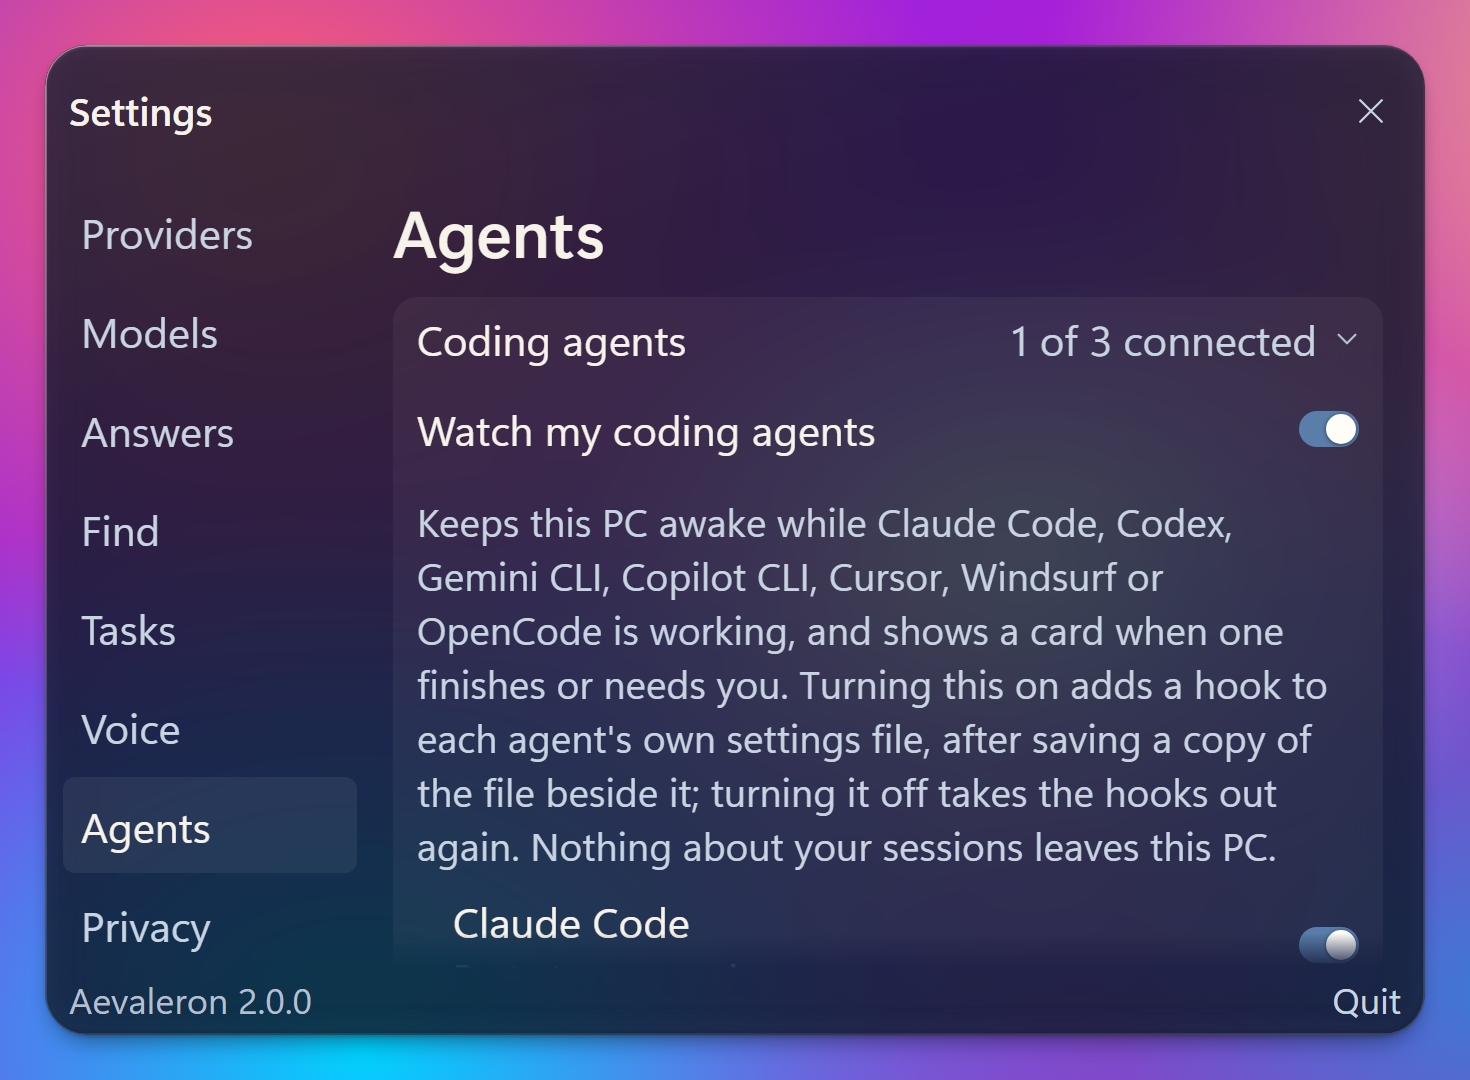 Settings
Providers
Models
Answers
Find
Tasks
Voice
Agents
Privacy
Aevaleron 2.0.0
Agents
Coding agents
1 of 3 connected
Watch my coding agents
Keeps this PC awake while Claude Code, Codex,
Gemini CLI, Copilot CLI, Cursor, Windsurf or
OpenCode is working, and shows a card when one
finishes or needs you. Turning this on adds a hook to
each agent's own settings file, after saving a copy of
the file beside it; turning it off takes the hooks out
again. Nothing about your sessions leaves this PC.
Claude Code
Quit